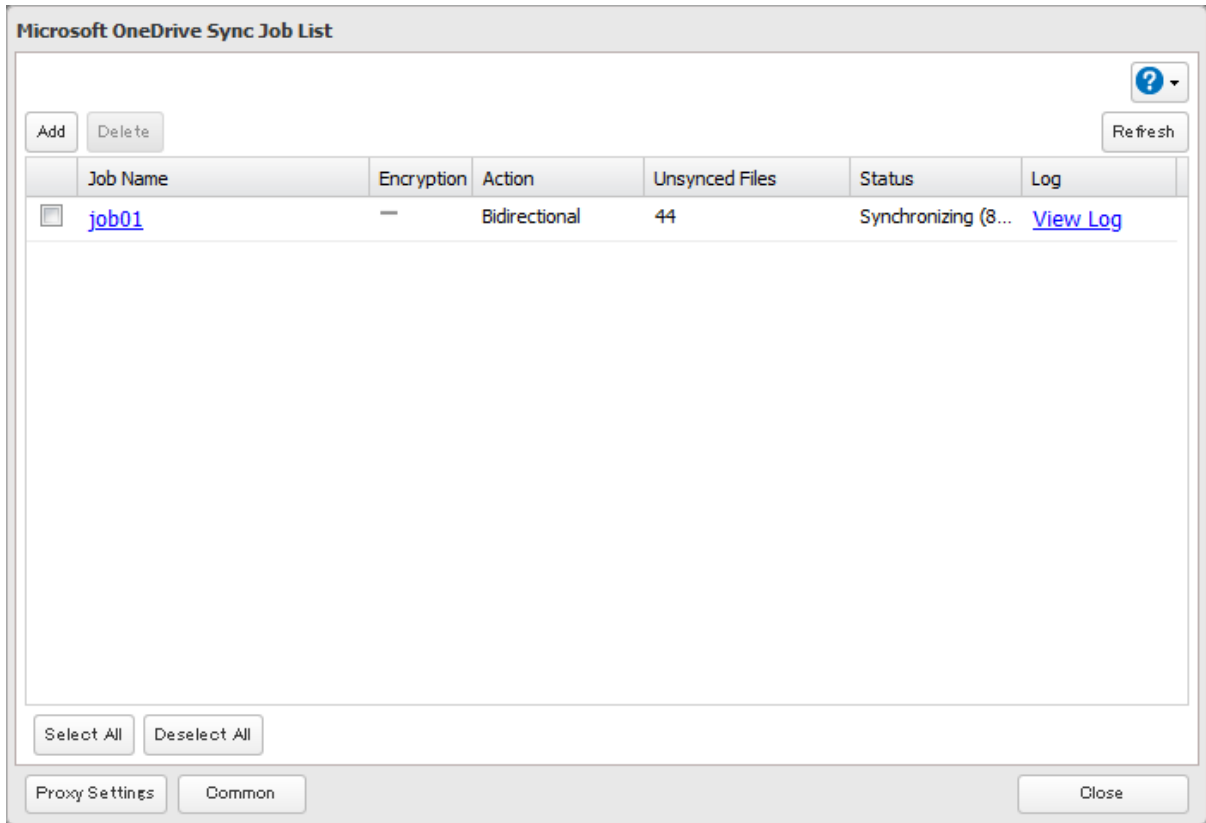 Microsoft OneDrive Sync Job List
?
Add Delete Refresh
Job Name Encryption Action Unsynced Files Status Log
job01 — Bidirectional 44 Synchronizing (8... View Log
Select All Deselect All
Proxy Settings Common Close